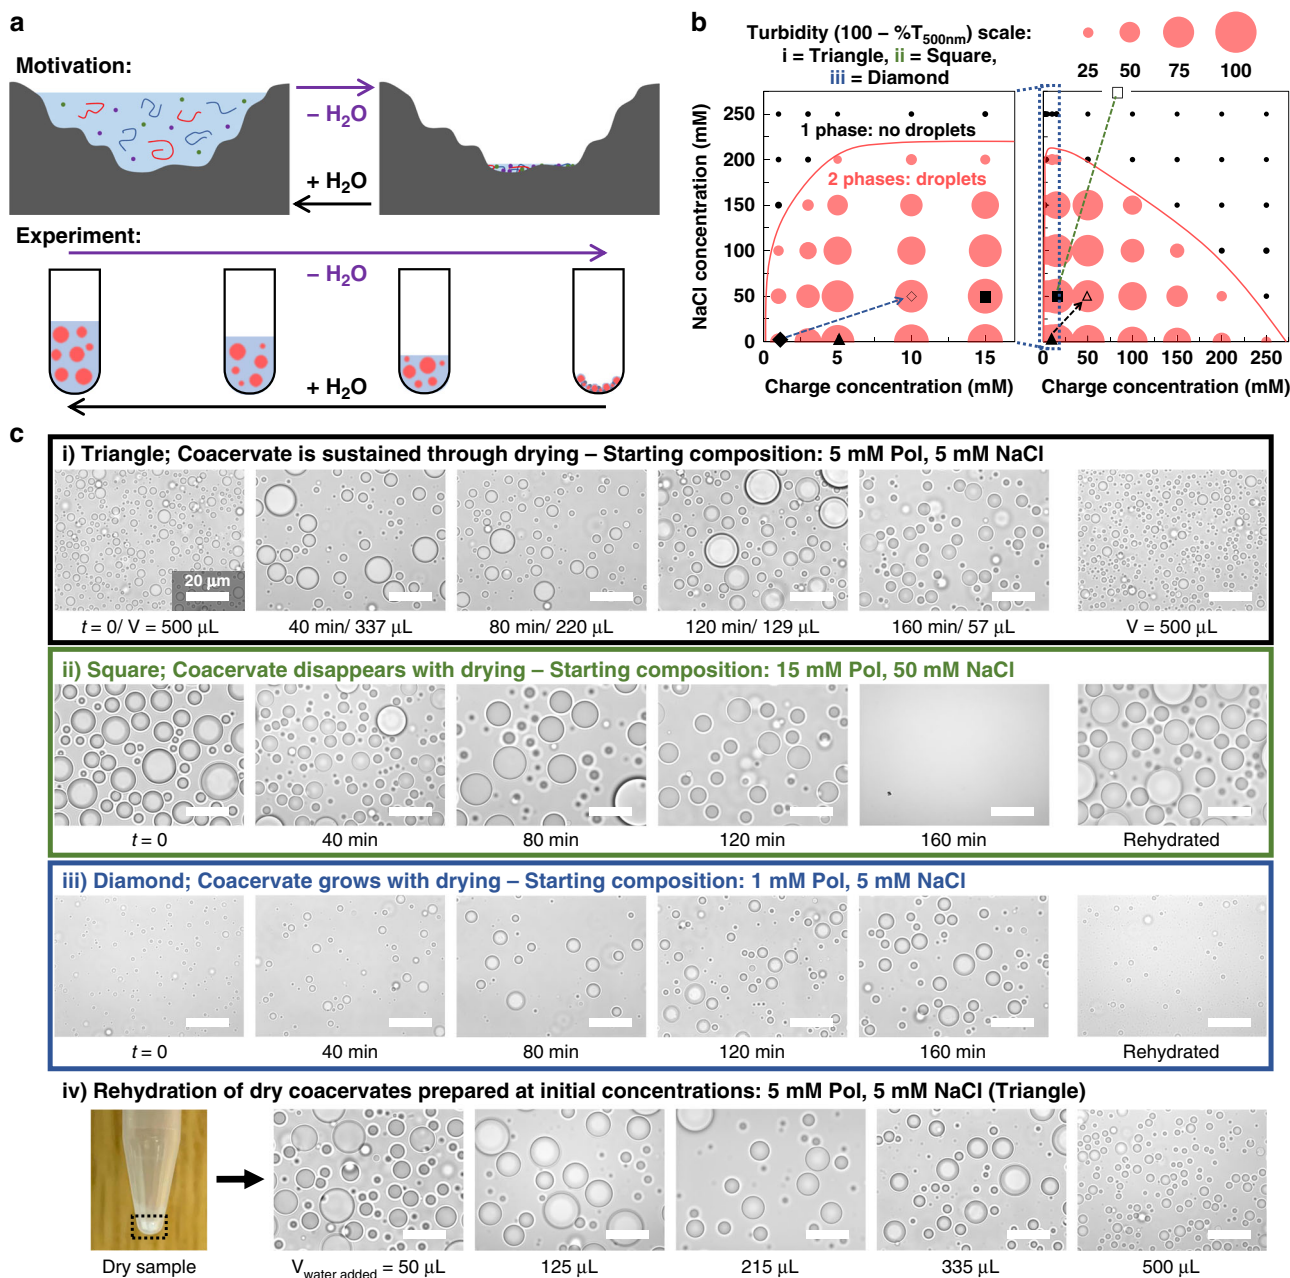 a
Motivation:
– H2O
+ H2O
Experiment:
– H2O
+ H2O
b
Turbidity (100 – %T500nm) scale:
i = Triangle, ii = Square,
iii = Diamond
25 50 75 100
NaCl concentration (mM)
250
200
150
100
50
0
1 phase: no droplets
2 phases: droplets
0 5 10 15
0 50 100 150 200 250
Charge concentration (mM)
Charge concentration (mM)
c
i) Triangle; Coacervate is sustained through drying – Starting composition: 5 mM Pol, 5 mM NaCl
20 μm
t = 0/ V = 500 μL
40 min/ 337 μL
80 min/ 220 μL
120 min/ 129 μL
160 min/ 57 μL
V = 500 μL
ii) Square; Coacervate disappears with drying – Starting composition: 15 mM Pol, 50 mM NaCl
t = 0
40 min
80 min
120 min
160 min
Rehydrated
iii) Diamond; Coacervate grows with drying – Starting composition: 1 mM Pol, 5 mM NaCl
t = 0
40 min
80 min
120 min
160 min
Rehydrated
iv) Rehydration of dry coacervates prepared at initial concentrations: 5 mM Pol, 5 mM NaCl (Triangle)
Dry sample
Vwater added = 50 μL
125 μL
215 μL
335 μL
500 μL